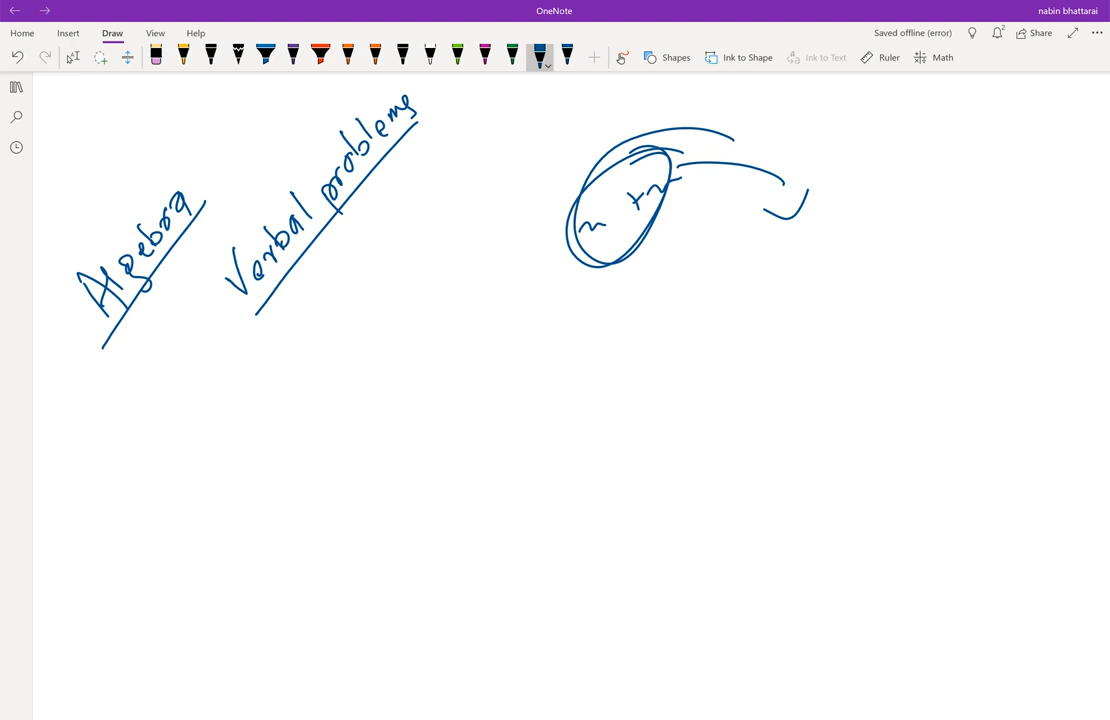 OneNote
nabin bhattarai
Home Insert Draw View Help
Saved offline (error)
2
Share
Shapes
Ink to Shape
Ink to Text
Ruler
Math
Algebra
Verbal problems